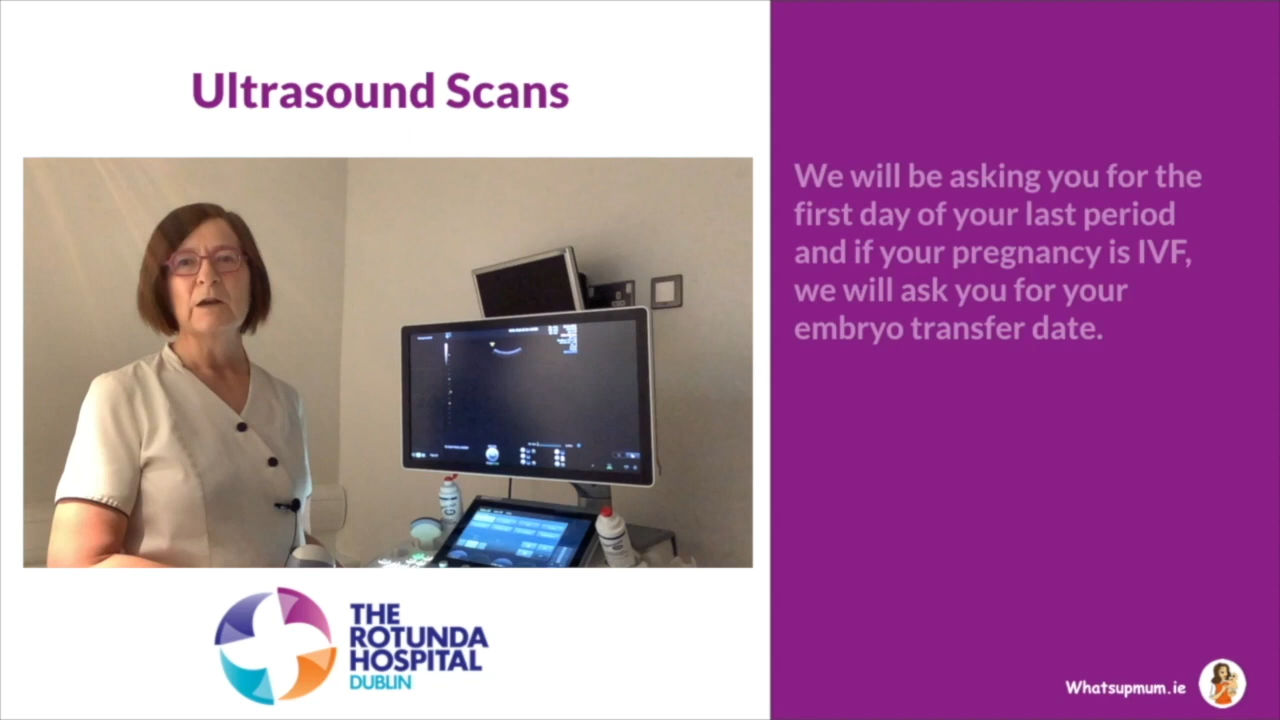 Ultrasound Scans
We will be asking you for the
first day of your last period
and if your pregnancy is IVF,
we will ask you for your
embryo transfer date.
THE
ROTUNDA
HOSPITAL
DUBLIN
Whatsupmum.ie